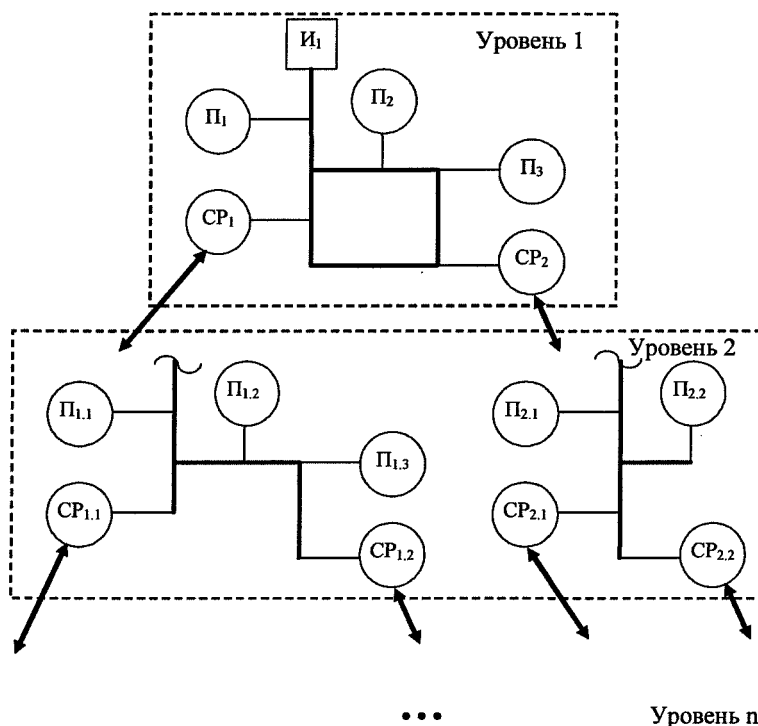 И₁
Уровень 1
П₂
П₁
П₃
СР₁
СР₂
Уровень 2
П₁.₁
П₁.₂
П₂.₁
П₂.₂
П₁.₃
СР₁.₁
СР₂.₁
СР₁.₂
СР₂.₂
...
Уровень n